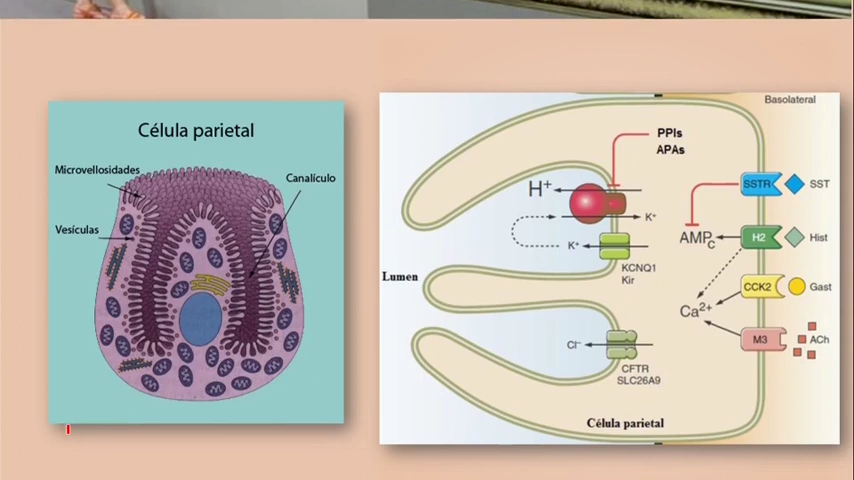 Célula parietal
Microvellosidades
Canalículo
Vesículas
Basolateral
PPIs
APAs
H+
K+
K+
KCNQ1
Kir
Lumen
Cl−
CFTR
SLC26A9
SSTR
SST
AMPc
H2
Hist
CCK2
Gast
Ca2+
M3
ACh
Célula parietal